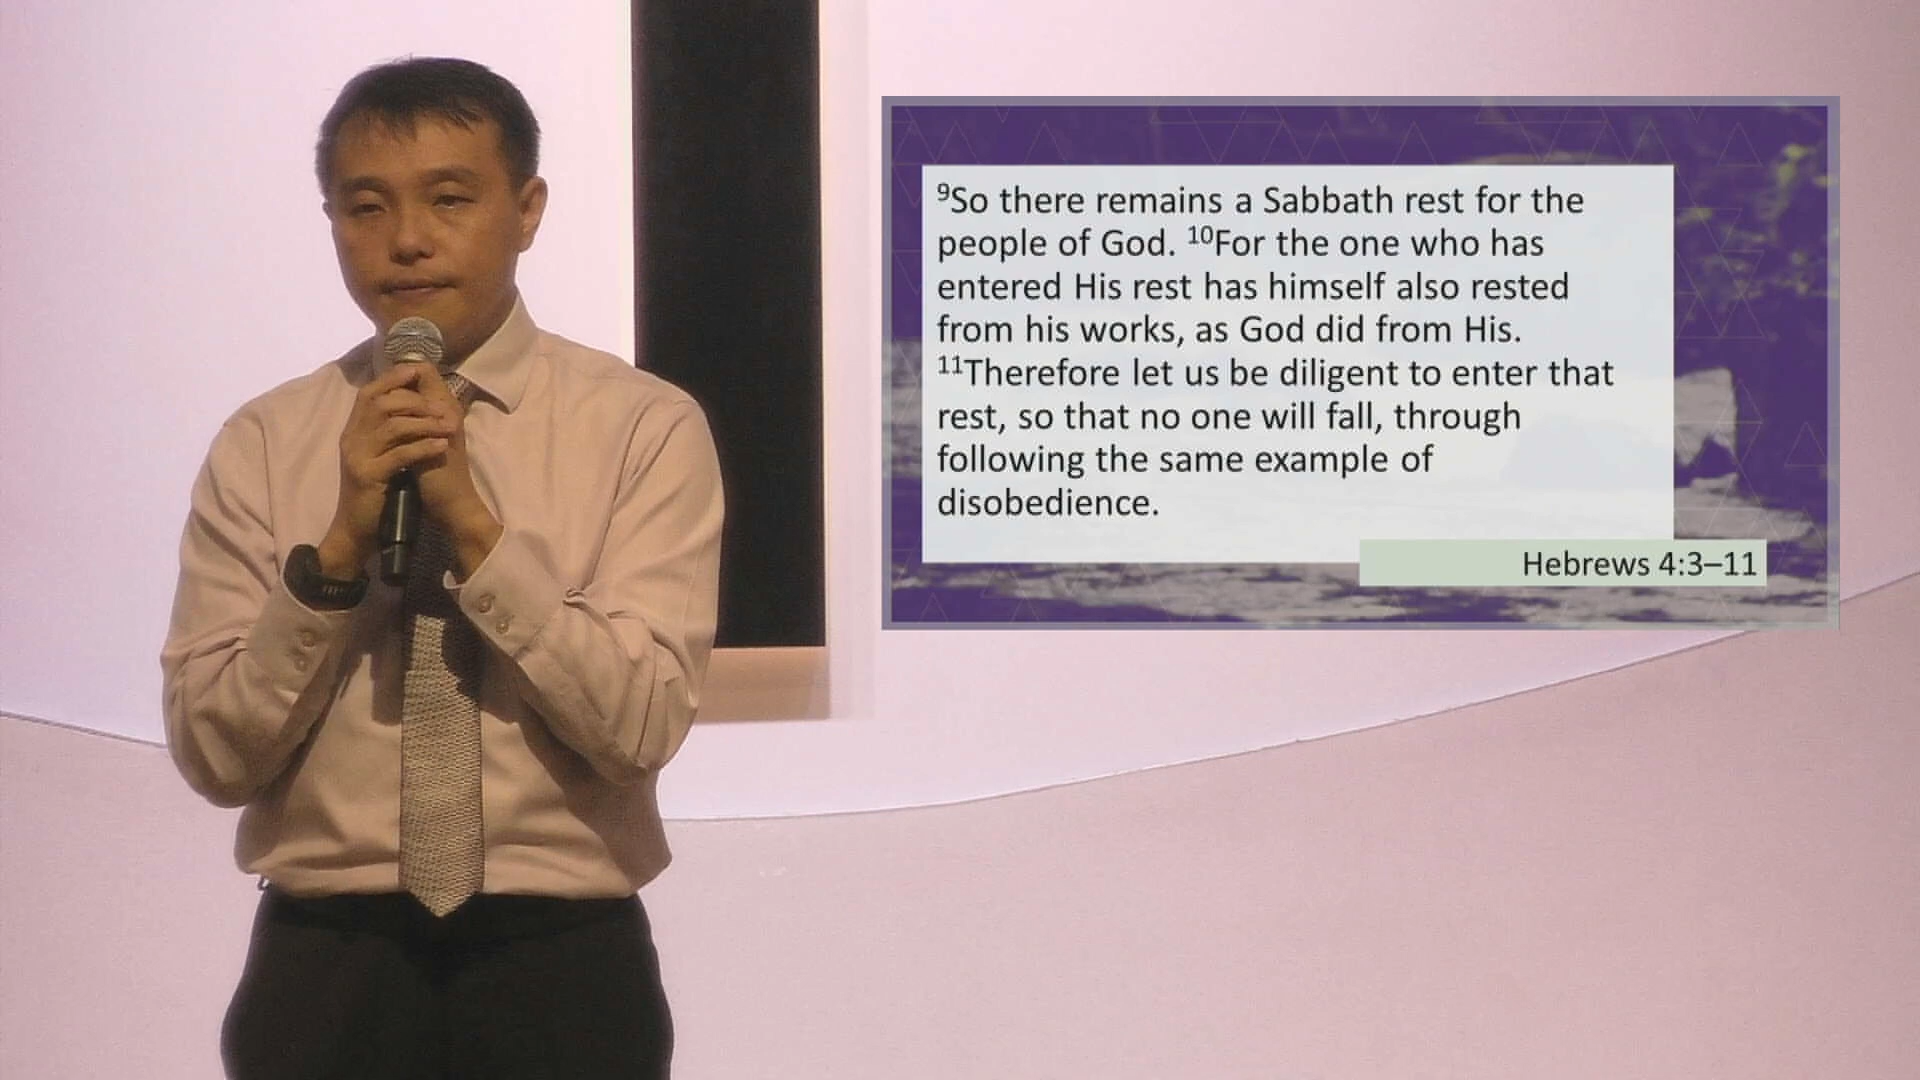 ⁹So there remains a Sabbath rest for the
people of God. ¹⁰For the one who has
entered His rest has himself also rested
from his works, as God did from His.
¹¹Therefore let us be diligent to enter that
rest, so that no one will fall, through
following the same example of
disobedience.
Hebrews 4:3–11